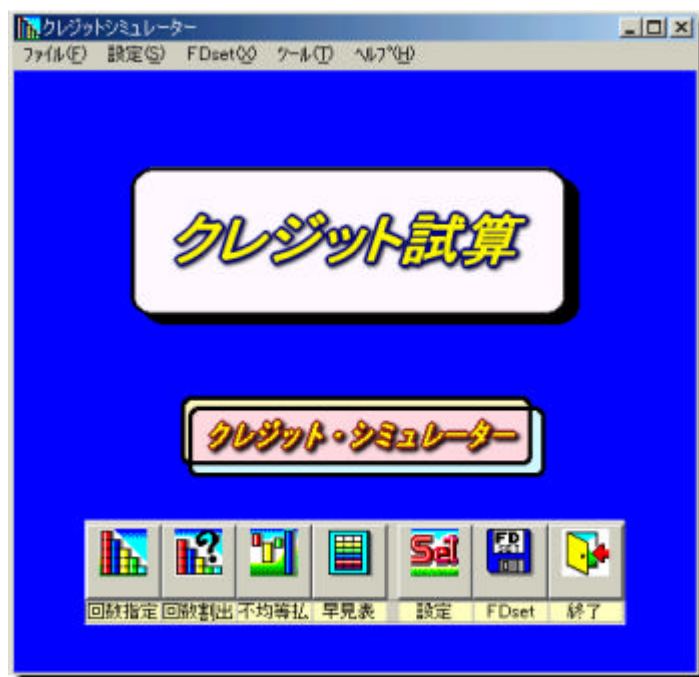 クレジットシミュレーター
ファイル(F) 設定(S) FDset(X) ツール(T) ヘルプ(H)
クレジット試算
クレジット・シミュレーター
Set FD SET
回数指定 回数割出 不均等払 早見表 設定 FDset 終了